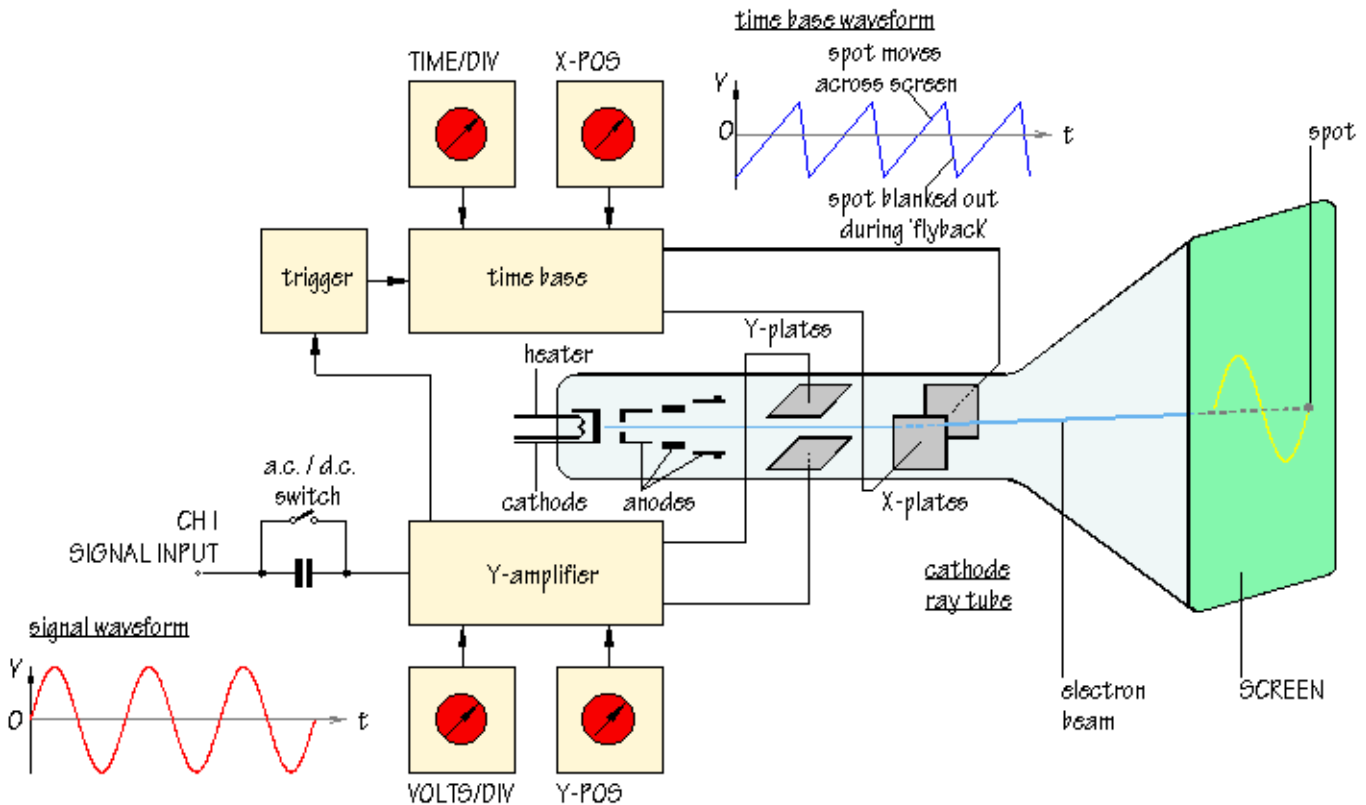 time base waveform
spot moves
across screen
TIME/DIV
X-POS
V
O
t
spot
spot blanked out
during 'flyback'
trigger
time base
Y-plates
heater
a.c. / d.c.
switch
cathode
anodes
X-plates
CH I
SIGNAL INPUT
Y-amplifier
cathode
ray tube
signal waveform
V
O
t
electron
beam
SCREEN
VOLTS/DIV
Y-POS